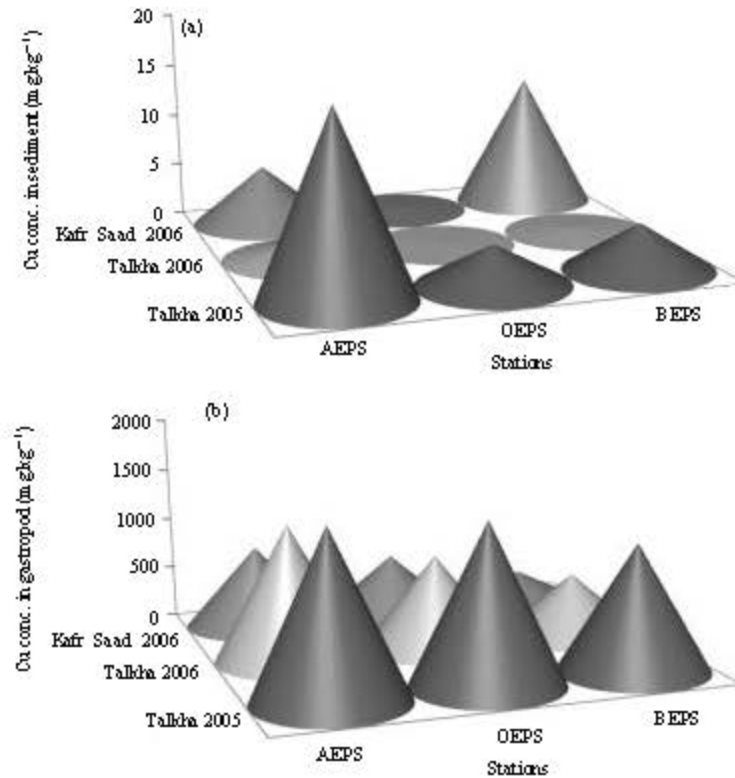 (a)
Cu conc. in sediment (mg kg⁻¹)
20
15
10
5
0
Kafr Saad 2006
Talkha 2006
Talkha 2005
AEPS
OEPS
BEPS
Stations
(b)
Cu conc. in gastropod (mg kg⁻¹)
2000
1500
1000
500
0
Kafr Saad 2006
Talkha 2006
Talkha 2005
AEPS
OEPS
BEPS
Stations